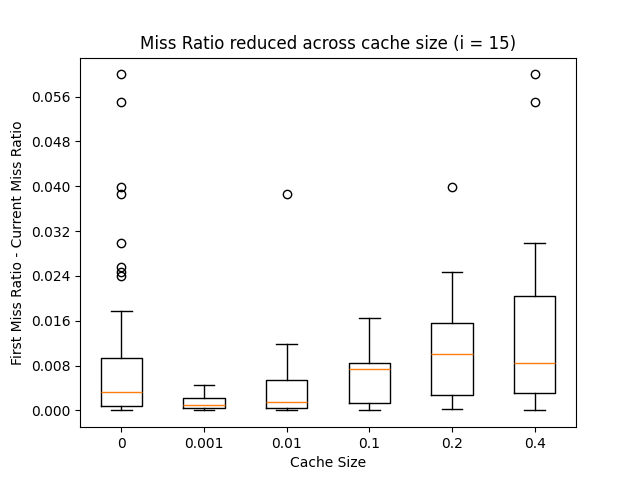 Miss Ratio reduced across cache size (i = 15)
First Miss Ratio - Current Miss Ratio
0.056
0.048
0.040
0.032
0.024
0.016
0.008
0.000
0 0.001 0.01 0.1 0.2 0.4
Cache Size